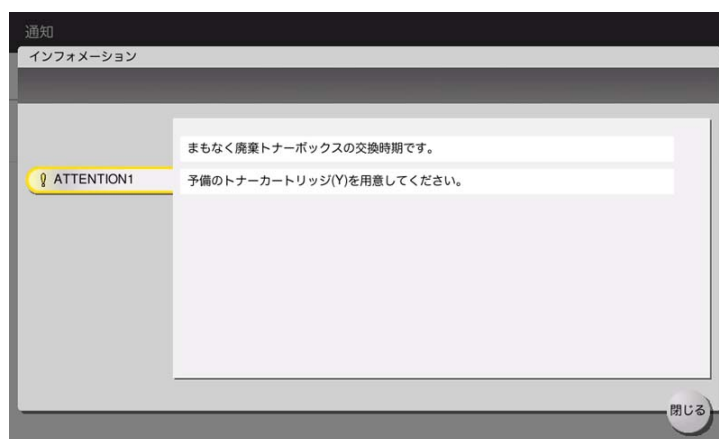 通知
インフォメーション
まもなく廃棄トナーボックスの交換時期です。
ATTENTION1
予備のトナーカートリッジ(Y)を用意してください。
閉じる